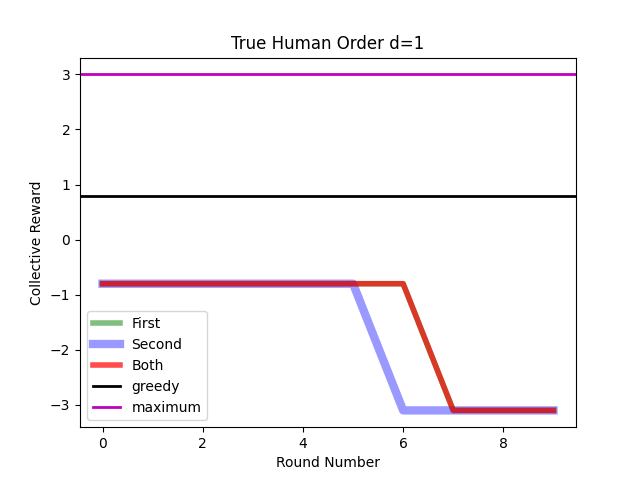 True Human Order d=1
Collective Reward
3
2
1
0
−1
−2
−3
First
Second
Both
greedy
maximum
0 2 4 6 8
Round Number